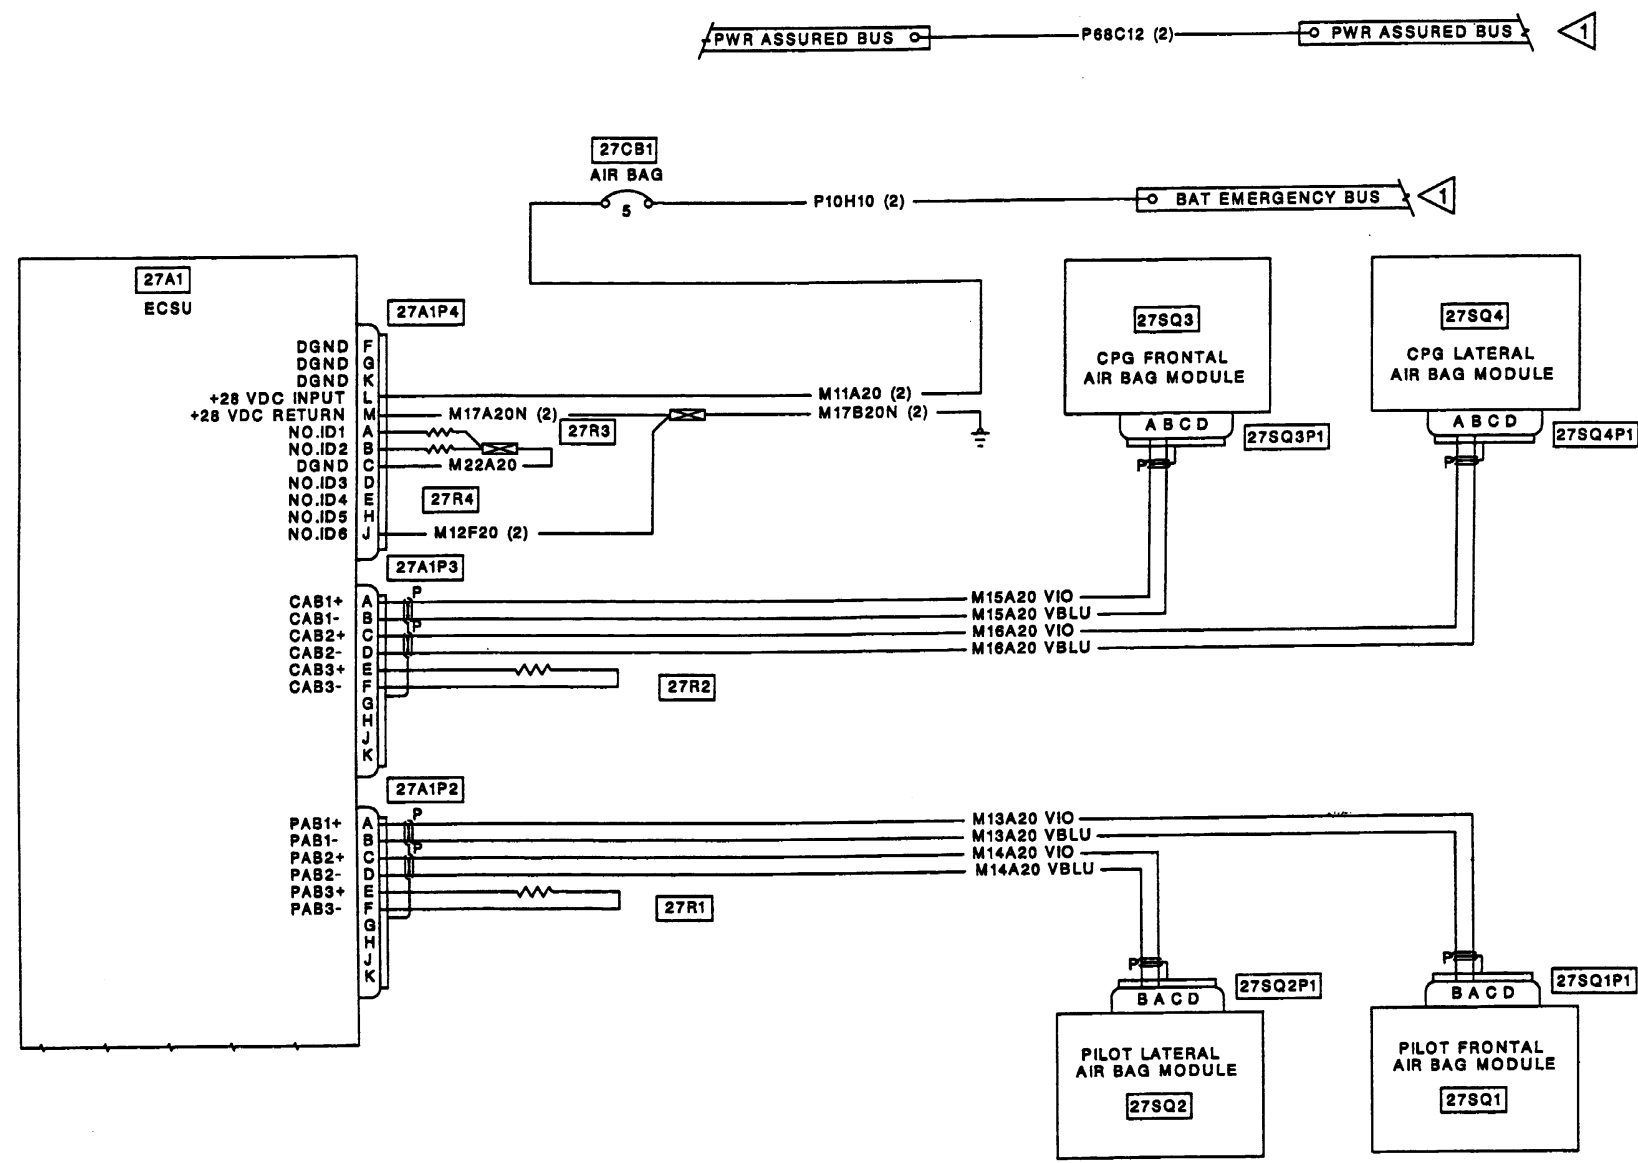 PWR ASSURED BUS P68C12 (2) PWR ASSURED BUS 1
27CB1
AIR BAG
5
P10H10 (2) BAT EMERGENCY BUS 1
27A1
ECSU
27A1P4
DGND F
DGND G
DGND K
+28 VDC INPUT L M11A20 (2)
+28 VDC RETURN M M17A20N (2) M17B20N (2)
NO.ID1 A 27R3
NO.ID2 B
DGND C M22A20
NO.ID3 D
NO.ID4 E 27R4
NO.ID5 H
NO.ID6 J M12F20 (2)
27SQ3
CPG FRONTAL
AIR BAG MODULE
A B C D
27SQ3P1
P
27SQ4
CPG LATERAL
AIR BAG MODULE
A B C D
27SQ4P1
P
27A1P3
P
CAB1+ A M15A20 VIO
CAB1- B M15A20 VBLU
P
CAB2+ C M16A20 VIO
CAB2- D M16A20 VBLU
CAB3+ E
CAB3- F 27R2
G
H
J
K
27A1P2
P
PAB1+ A M13A20 VIO
PAB1- B M13A20 VBLU
P
PAB2+ C M14A20 VIO
PAB2- D M14A20 VBLU
PAB3+ E
PAB3- F 27R1
G
H
J
K
P
27SQ2P1
B A C D
PILOT LATERAL
AIR BAG MODULE
27SQ2
P
27SQ1P1
B A C D
PILOT FRONTAL
AIR BAG MODULE
27SQ1